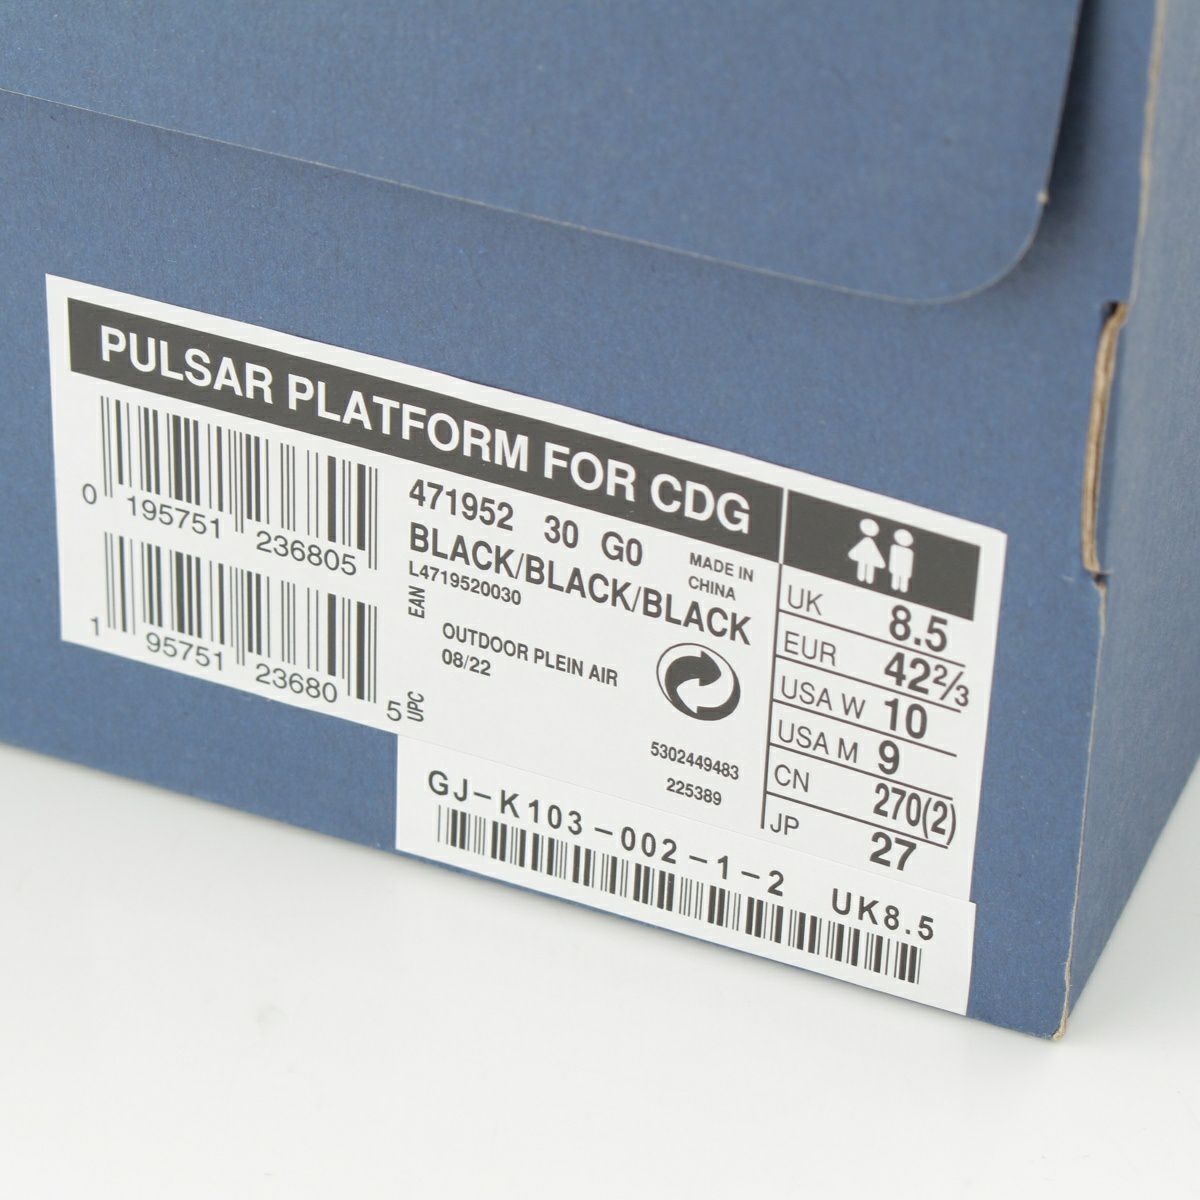 PULSAR PLATFORM FOR CDG
0 195751 236805
EAN
1 95751 23680 5
UPC
471952 30 G0
BLACK/BLACK/BLACK
L4719520030
MADE IN
CHINA
OUTDOOR PLEIN AIR
08/22
5302449483
225389
UK 8.5
EUR 42⅔
USA W 10
USA M 9
CN 270(2)
JP 27
GJ-K103-002-1-2 UK8.5